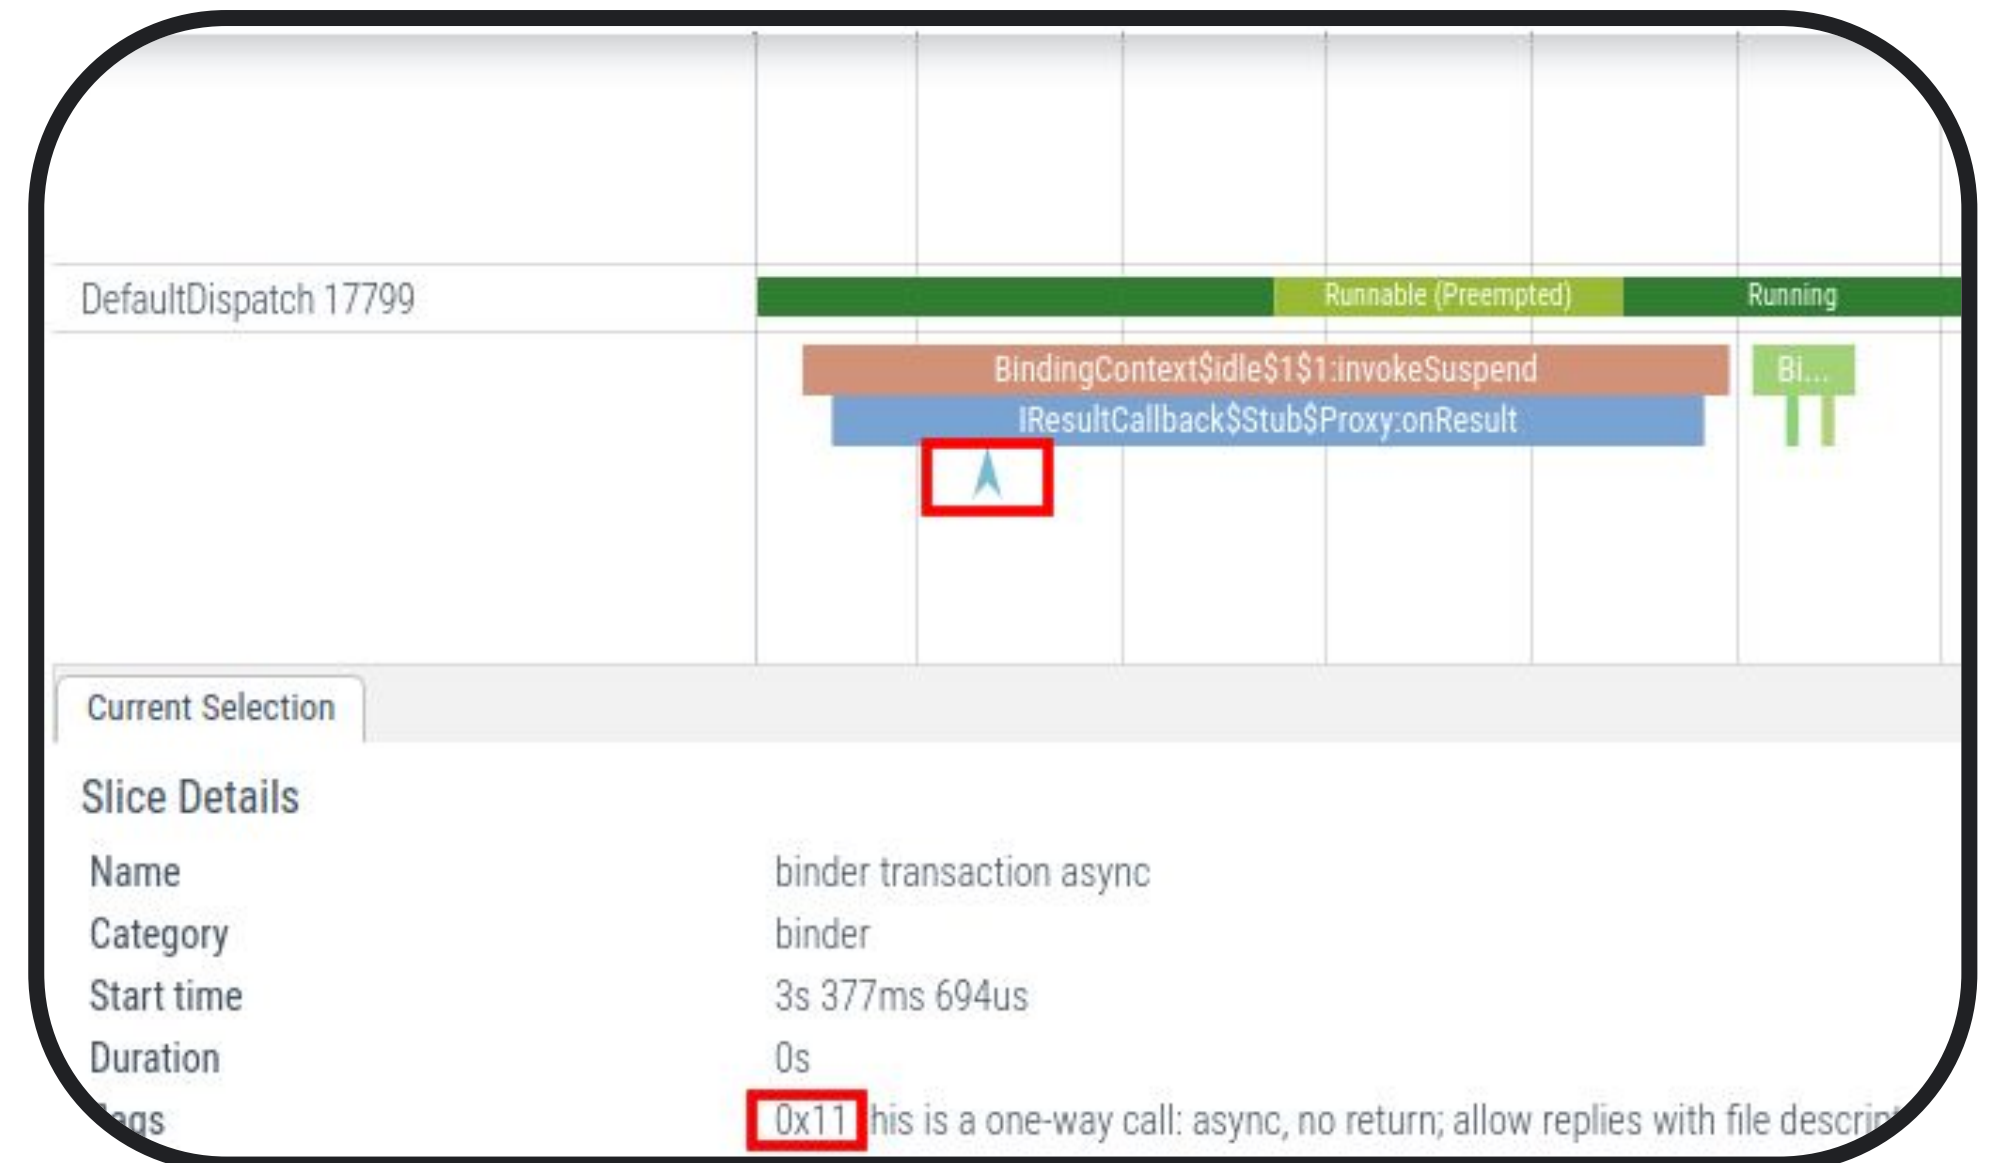 DefaultDispatch 17799
Runnable (Preempted)
Running
BindingContext$idle$1$1:invokeSuspend
Bi...
IResultCallback$Stub$Proxy:onResult
Current Selection
Slice Details
Name binder transaction async
Category binder
Start time 3s 377ms 694us
Duration 0s
0x11 his is a one-way call: async, no return; allow replies with file